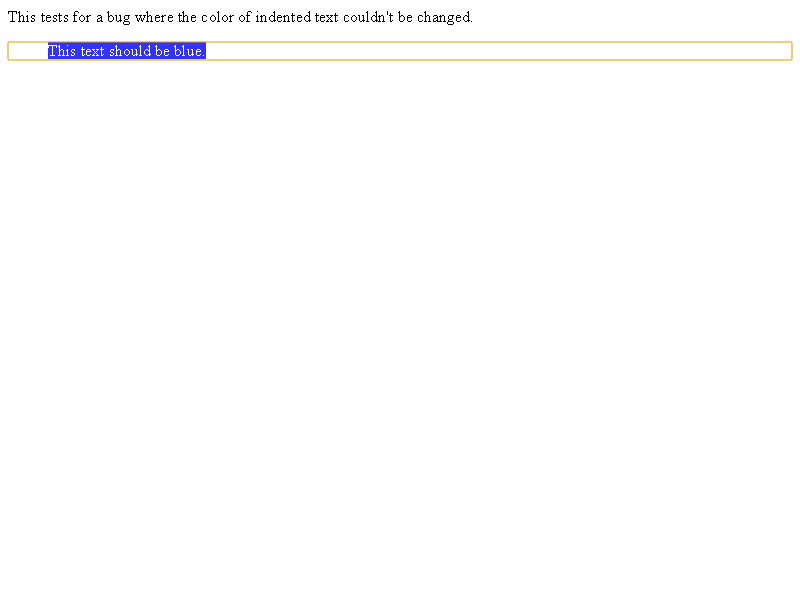 This tests for a bug where the color of indented text couldn't be changed.
This text should be blue.